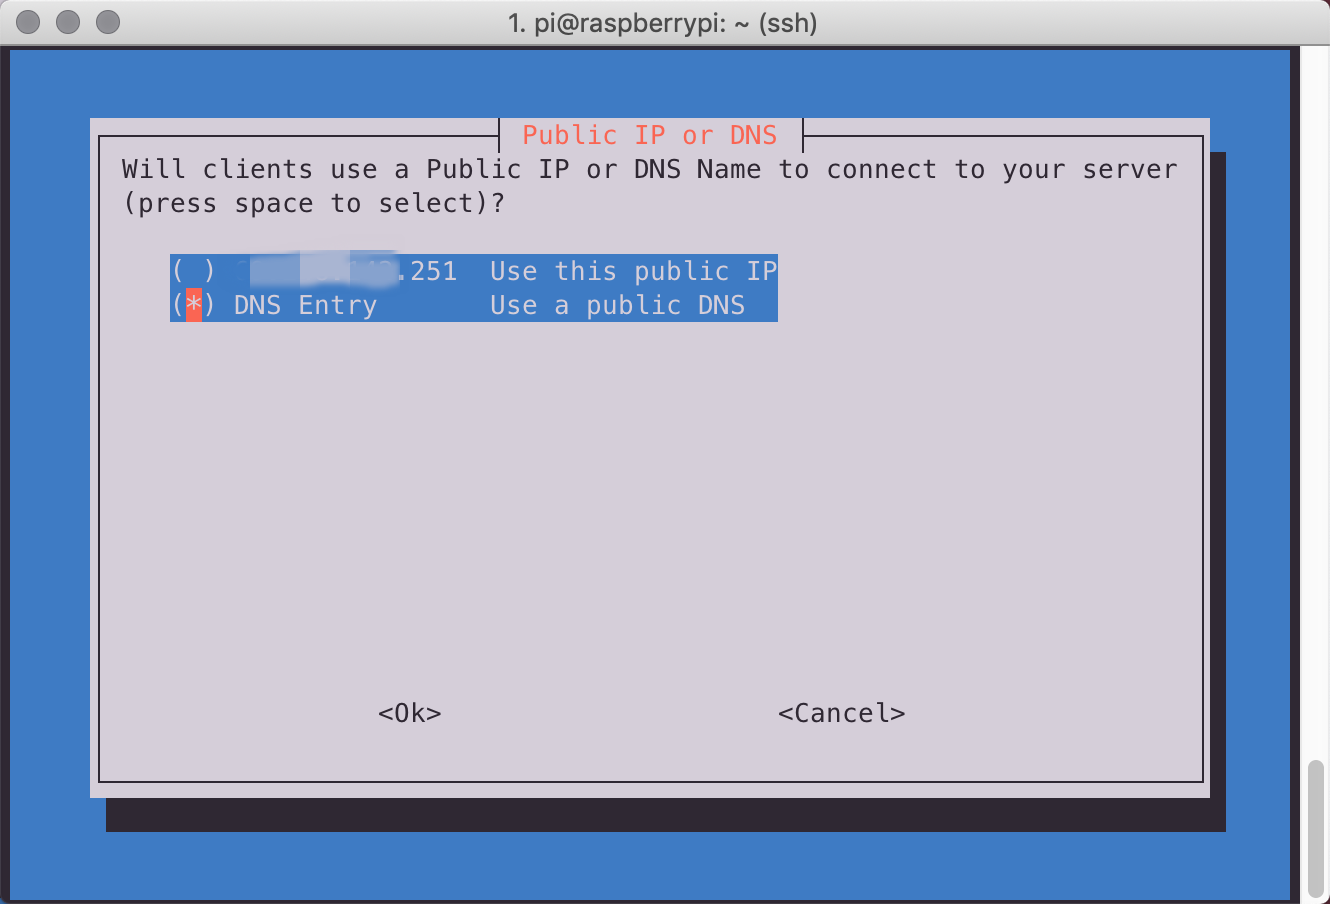 1. pi@raspberrypi: ~ (ssh)
Public IP or DNS
Will clients use a Public IP or DNS Name to connect to your server
(press space to select)?
( ) .251 Use this public IP
(*) DNS Entry Use a public DNS
<Ok> <Cancel>